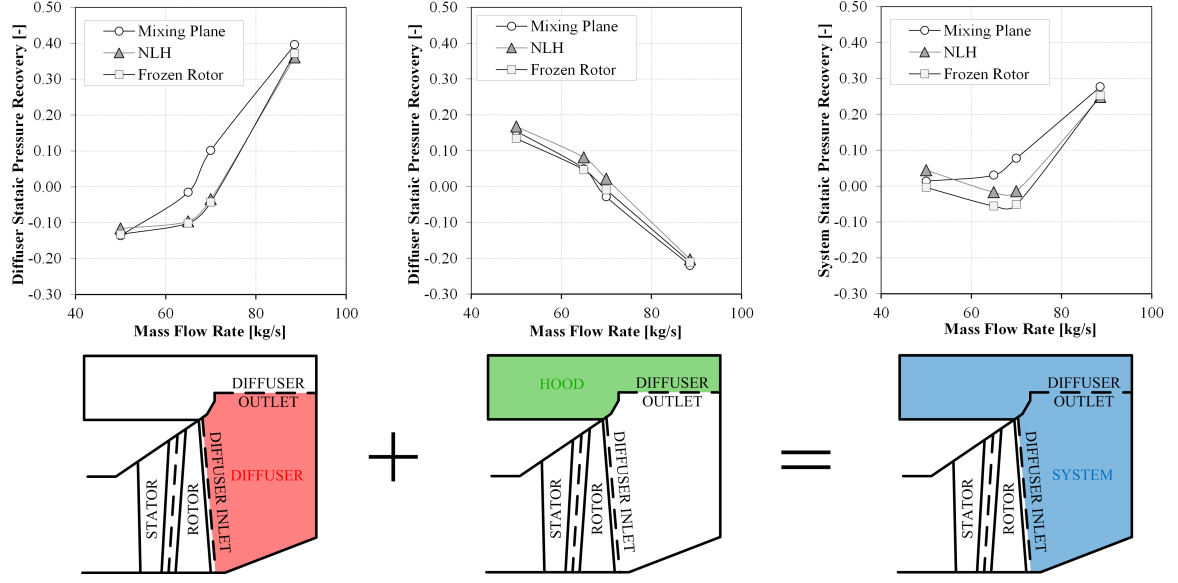 Diffuser Stataic Pressure Recovery [-]
0.50
0.40
0.30
0.20
0.10
0.00
-0.10
-0.20
-0.30
Mixing Plane
NLH
Frozen Rotor
40
60
80
100
Mass Flow Rate [kg/s]
Diffuser Stataic Pressure Recovery [-]
0.50
0.40
0.30
0.20
0.10
0.00
-0.10
-0.20
-0.30
Mixing Plane
NLH
Frozen Rotor
40
60
80
100
Mass Flow Rate [kg/s]
System Stataic Pressure Recovery [-]
0.50
0.40
0.30
0.20
0.10
0.00
-0.10
-0.20
-0.30
Mixing Plane
NLH
Frozen Rotor
40
60
80
100
Mass Flow Rate [kg/s]
DIFFUSER
OUTLET
DIFFUSER INLET
DIFFUSER
STATOR
ROTOR
+
HOOD
DIFFUSER
OUTLET
DIFFUSER INLET
STATOR
ROTOR
=
DIFFUSER
OUTLET
DIFFUSER INLET
SYSTEM
STATOR
ROTOR